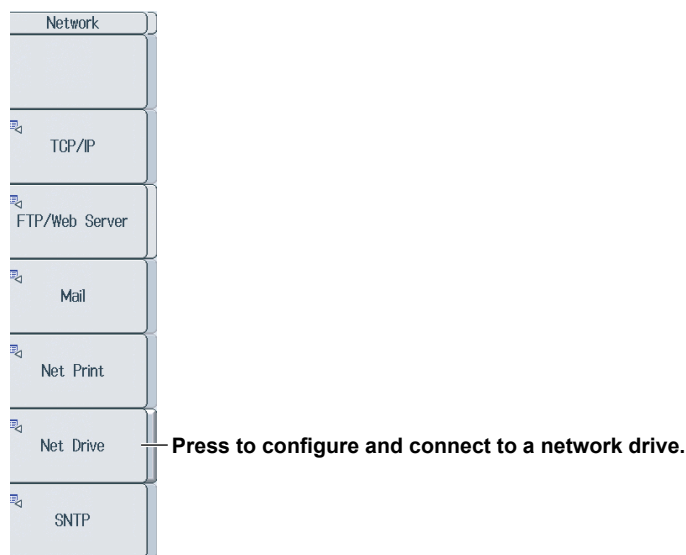 Network
TCP/IP
FTP/Web Server
Mail
Net Print
Net Drive
Press to configure and connect to a network drive.
SNTP